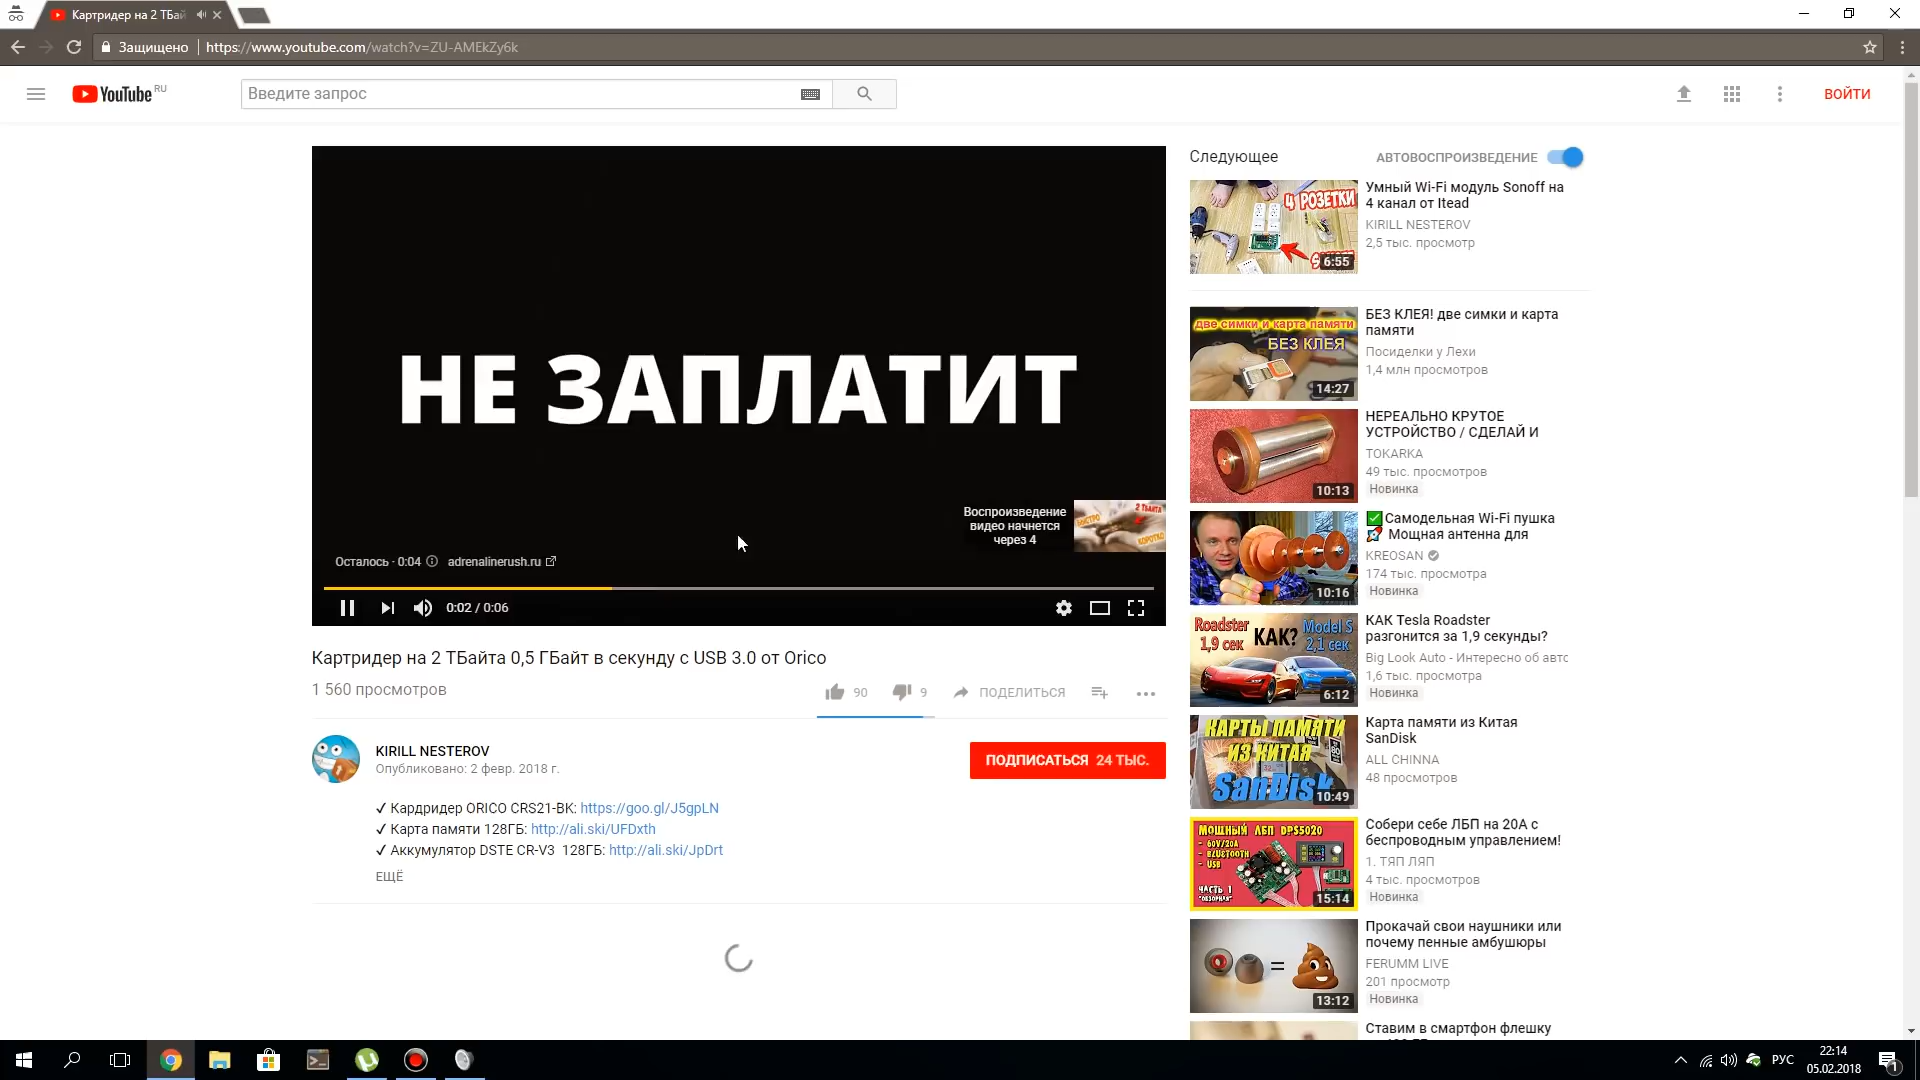 Картридер на 2 ТБай
Защищено
https://www.youtube.com/watch?v=ZU-AMEkZy6k
YouTube RU
Введите запрос
ВОЙТИ
НЕ ЗАПЛАТИТ
Воспроизведение
видео начнется
через 4
БЫСТРО
2 ТБайта
Осталось · 0:04
adrenalinerush.ru
0:02 / 0:06
Картридер на 2 ТБайта 0,5 ГБайт в секунду с USB 3.0 от Orico
1 560 просмотров
90
9
ПОДЕЛИТЬСЯ
KIRILL NESTEROV
Опубликовано: 2 февр. 2018 г.
ПОДПИСАТЬСЯ 24 ТЫС.
✓ Кардридер ORICO CRS21-BK: https://goo.gl/J5gpLN
✓ Карта памяти 128ГБ: http://ali.ski/UFDxth
✓ Аккумулятор DSTE CR-V3 128ГБ: http://ali.ski/JpDrt
ЕЩЁ
Следующее
АВТОВОСПРОИЗВЕДЕНИЕ
4 РОЗЕТКИ
6:55
Умный Wi-Fi модуль Sonoff на
4 канал от Itead
KIRILL NESTEROV
2,5 тыс. просмотр
две симки и карта памяти
БЕЗ КЛЕЯ
14:27
БЕЗ КЛЕЯ! две симки и карта
памяти
Посиделки у Лехи
1,4 млн просмотров
10:13
НЕРЕАЛЬНО КРУТОЕ
УСТРОЙСТВО / СДЕЛАЙ И
TOKARKA
49 тыс. просмотров
Новинка
10:16
Самодельная Wi-Fi пушка
Мощная антенна для
KREOSAN
174 тыс. просмотра
Новинка
Roadster
1,9 сек
КАК?
Model S
2,1 сек
6:12
КАК Tesla Roadster
разгонится за 1,9 секунды?
Big Look Auto - Интересно об авто
1,6 тыс. просмотра
Новинка
КАРТЫ ПАМЯТИ
ИЗ КИТАЯ
SanDisk
10:49
Карта памяти из Китая
SanDisk
ALL CHINNA
48 просмотров
МОЩНЫЙ ЛБП DPS5020
- 60V/20A
- BLUETOOTH
- USB
ЧАСТЬ 1
"ОБЗОРНАЯ"
15:14
Собери себе ЛБП на 20А с
беспроводным управлением!
1. ТЯП ЛЯП
4 тыс. просмотров
Новинка
=
13:12
Прокачай свои наушники или
почему пенные амбушюры
FERUMM LIVE
201 просмотр
Новинка
Ставим в смартфон флешку
РУС
22:14
05.02.2018
1